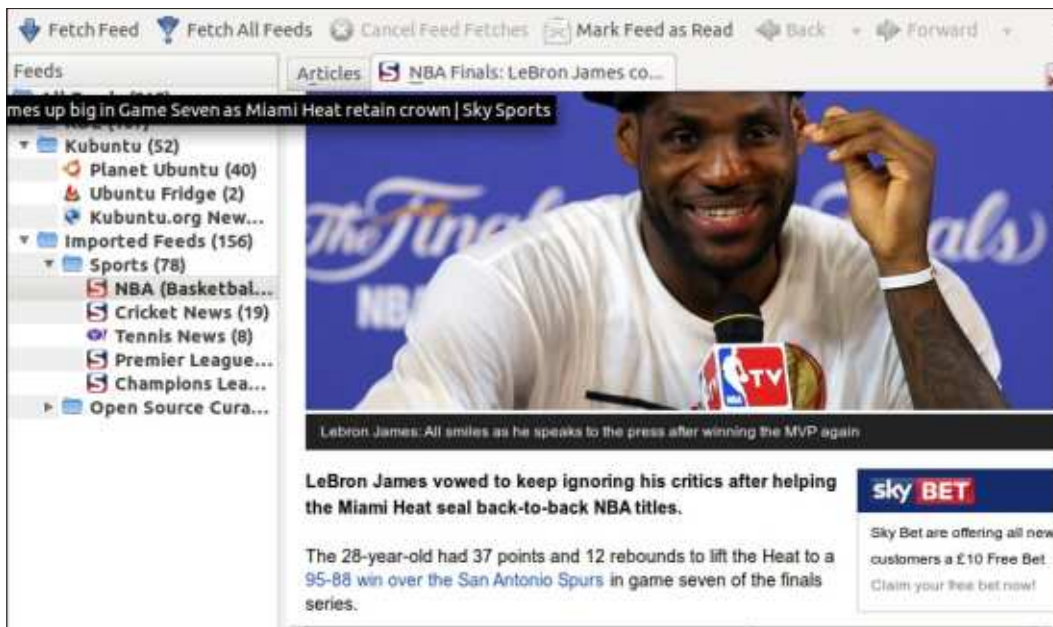 Fetch Feed Fetch All Feeds Cancel Feed Fetches Mark Feed as Read Back Forward
Feeds
Articles NBA Finals: LeBron James co...
mes up big in Game Seven as Miami Heat retain crown | Sky Sports
Kubuntu (52)
Planet Ubuntu (40)
Ubuntu Fridge (2)
Kubuntu.org New...
Imported Feeds (156)
Sports (78)
NBA (Basketbal...
Cricket News (19)
Tennis News (8)
Premier League...
Champions Lea...
Open Source Cura...
The Finals
NBA
als
NBA TV
Lebron James: All smiles as he speaks to the press after winning the MVP again
LeBron James vowed to keep ignoring his critics after helping
the Miami Heat seal back-to-back NBA titles.
The 28-year-old had 37 points and 12 rebounds to lift the Heat to a
95-88 win over the San Antonio Spurs in game seven of the finals
series.
sky BET
Sky Bet are offering all new
customers a £10 Free Bet
Claim your free bet now!